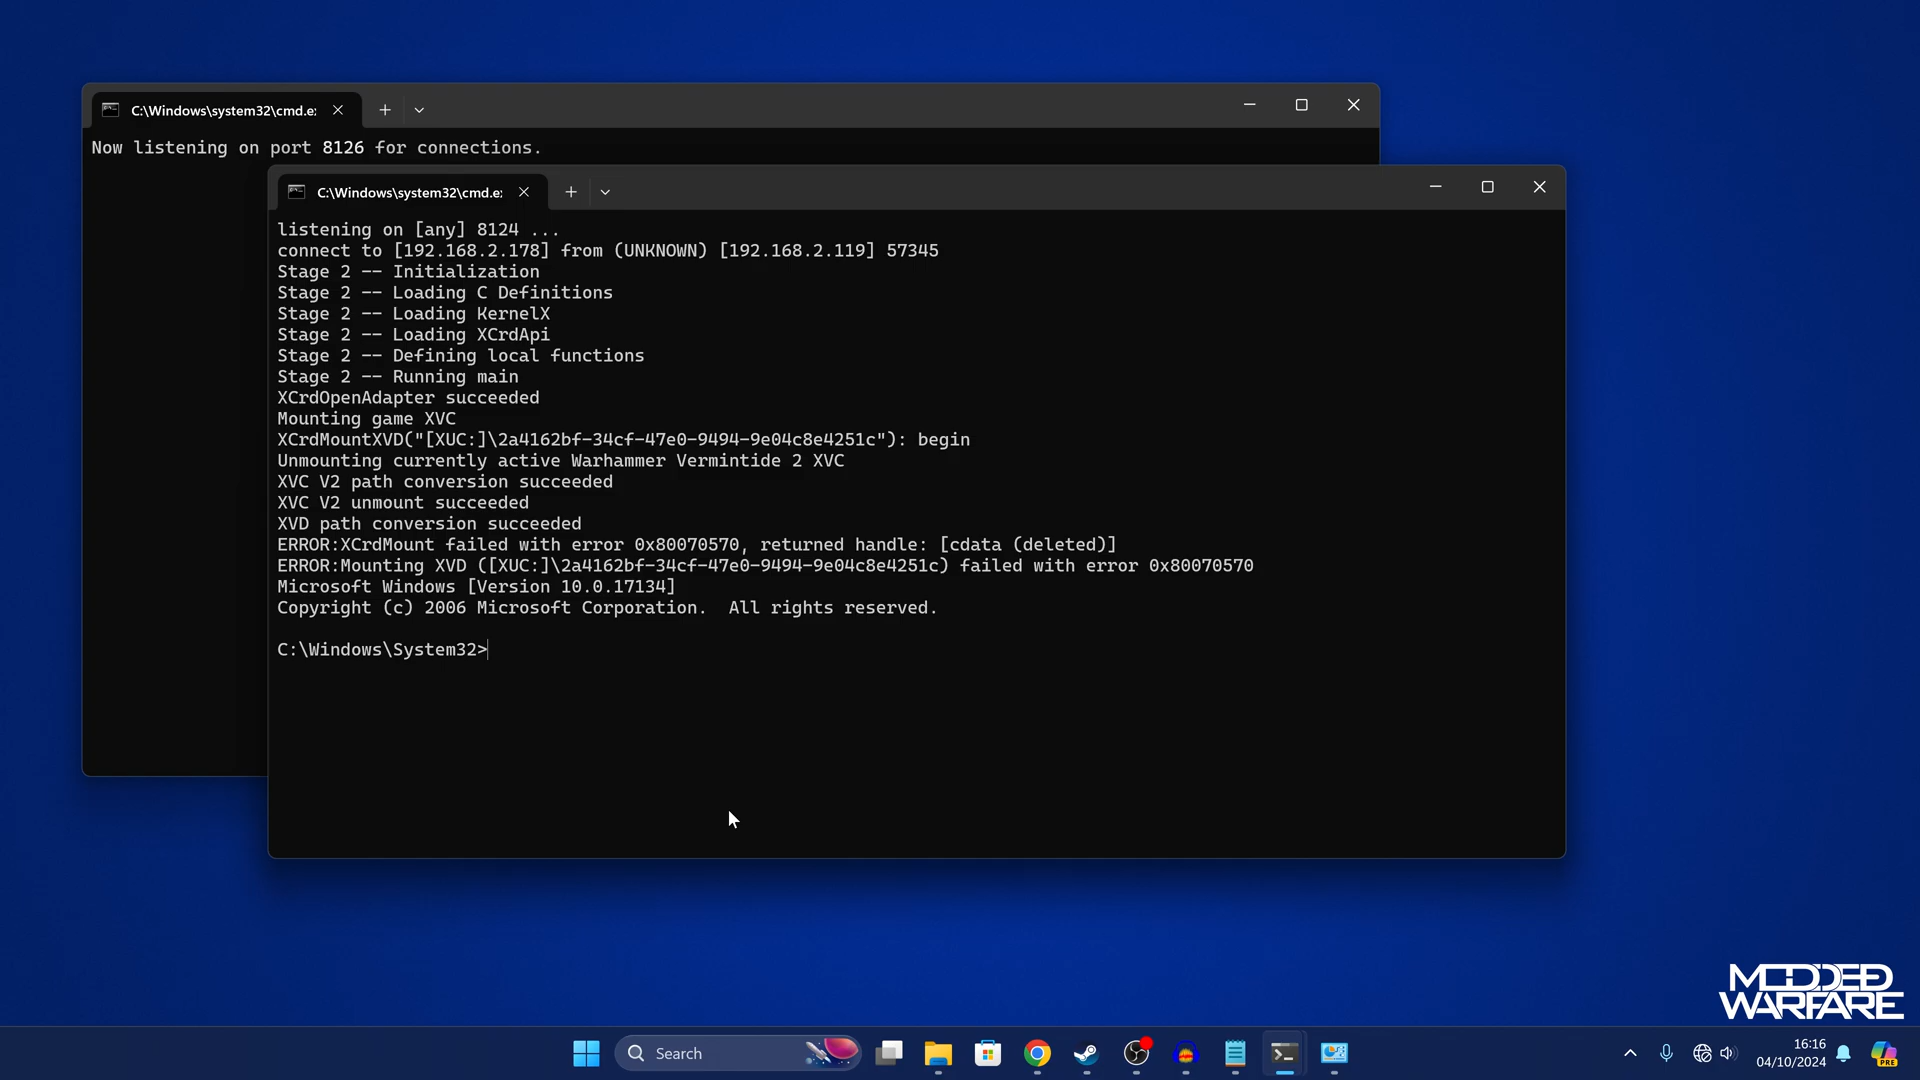 C:\Windows\system32\cmd.e:
Now listening on port 8126 for connections.
C:\Windows\system32\cmd.e:
listening on [any] 8124 ...
connect to [192.168.2.178] from (UNKNOWN) [192.168.2.119] 57345
Stage 2 -- Initialization
Stage 2 -- Loading C Definitions
Stage 2 -- Loading KernelX
Stage 2 -- Loading XCrdApi
Stage 2 -- Defining local functions
Stage 2 -- Running main
XCrdOpenAdapter succeeded
Mounting game XVC
XCrdMountXVD("[XUC:]\2a4162bf-34cf-47e0-9494-9e04c8e4251c"): begin
Unmounting currently active Warhammer Vermintide 2 XVC
XVC V2 path conversion succeeded
XVC V2 unmount succeeded
XVD path conversion succeeded
ERROR:XCrdMount failed with error 0x80070570, returned handle: [cdata (deleted)]
ERROR:Mounting XVD ([XUC:]\2a4162bf-34cf-47e0-9494-9e04c8e4251c) failed with error 0x80070570
Microsoft Windows [Version 10.0.17134]
Copyright (c) 2006 Microsoft Corporation.  All rights reserved.
C:\Windows\System32>
MODDED
WARFARE
Search
16:16
04/10/2024
PRE